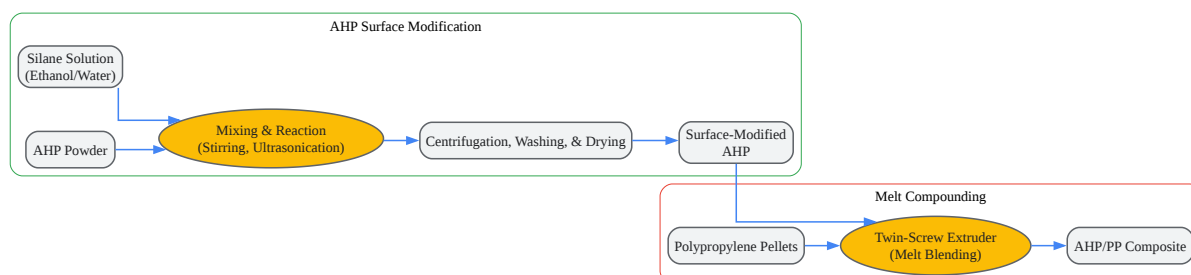 AHP Surface Modification
Silane Solution
(Ethanol/Water)
AHP Powder
Mixing & Reaction
(Stirring, Ultrasonication)
Centrifugation, Washing, & Drying
Surface-Modified
AHP
Melt Compounding
Polypropylene Pellets
Twin-Screw Extruder
(Melt Blending)
AHP/PP Composite